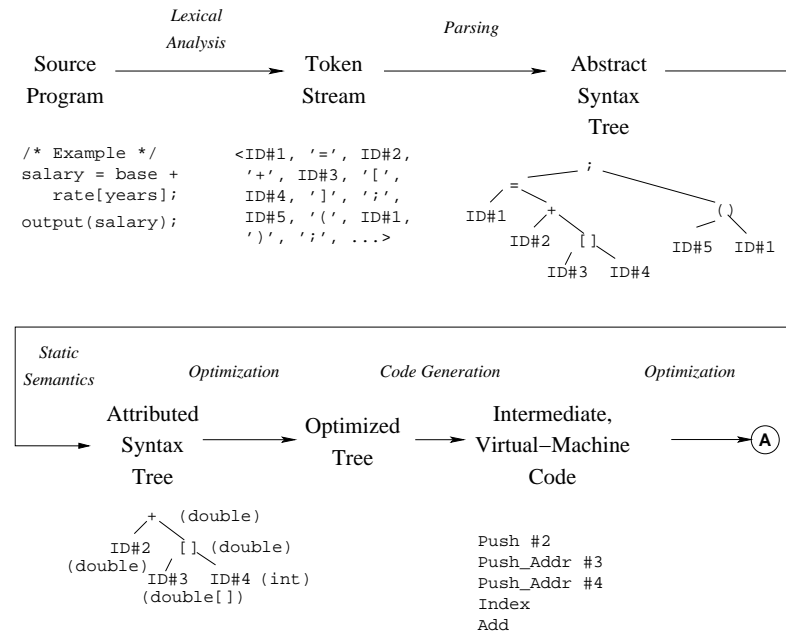 Lexical
Analysis
Parsing
Source
Program
Token
Stream
Abstract
Syntax
Tree
/* Example */
salary = base +
rate[years];
output(salary);
<ID#1, '=', ID#2,
'+', ID#3, '[',
ID#4, ']', ';',
ID#5, '(', ID#1,
')', ';', ...>
;
=
ID#1
+
ID#2
[]
ID#3 ID#4
()
ID#5 ID#1
Static
Semantics
Optimization
Code Generation
Optimization
Attributed
Syntax
Tree
Optimized
Tree
Intermediate,
Virtual−Machine
Code
A
+ (double)
ID#2 [] (double)
(double)
ID#3 ID#4 (int)
(double[])
Push #2
Push_Addr #3
Push_Addr #4
Index
Add